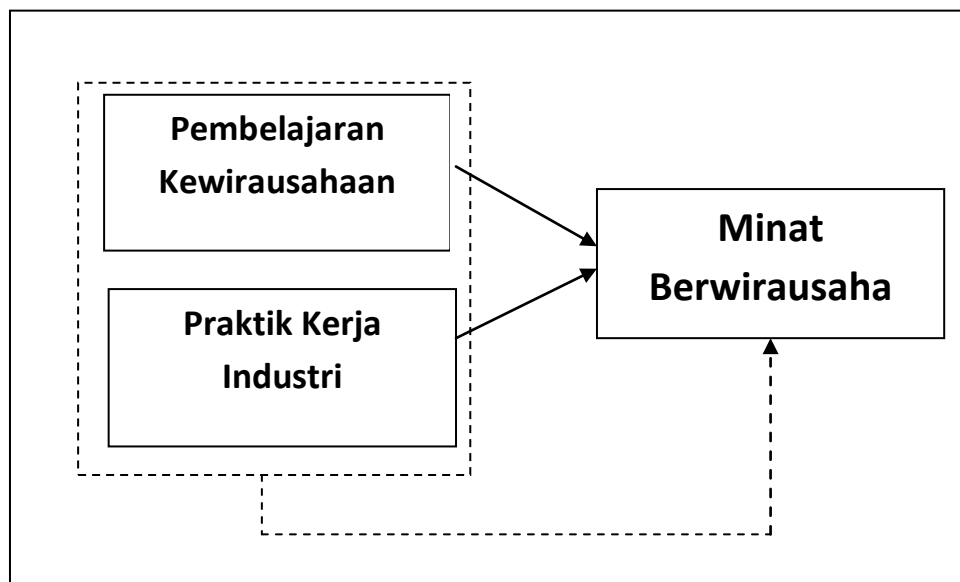 Pembelajaran
Kewirausahaan
Praktik Kerja
Industri
Minat
Berwirausaha